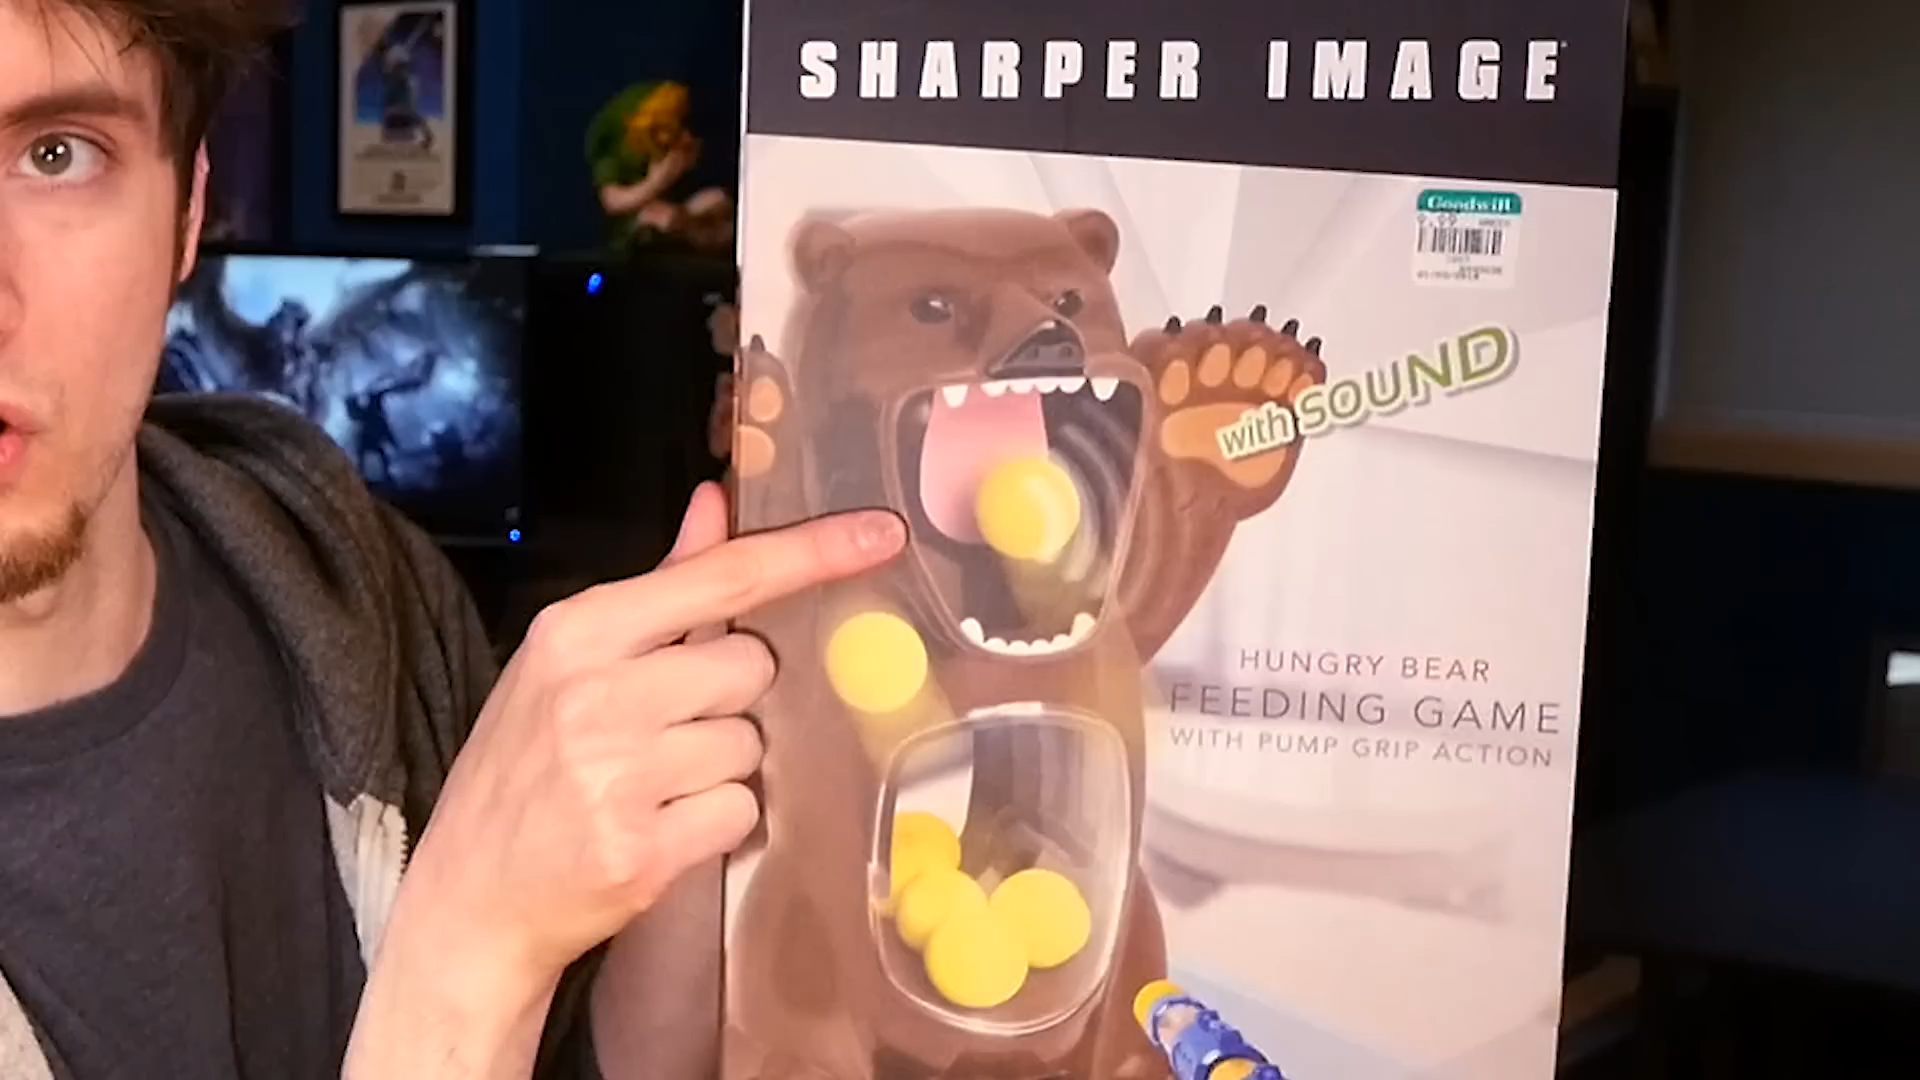 SHARPER IMAGE
Goodwill
with SOUND
HUNGRY BEAR
FEEDING GAME
WITH PUMP GRIP ACTION